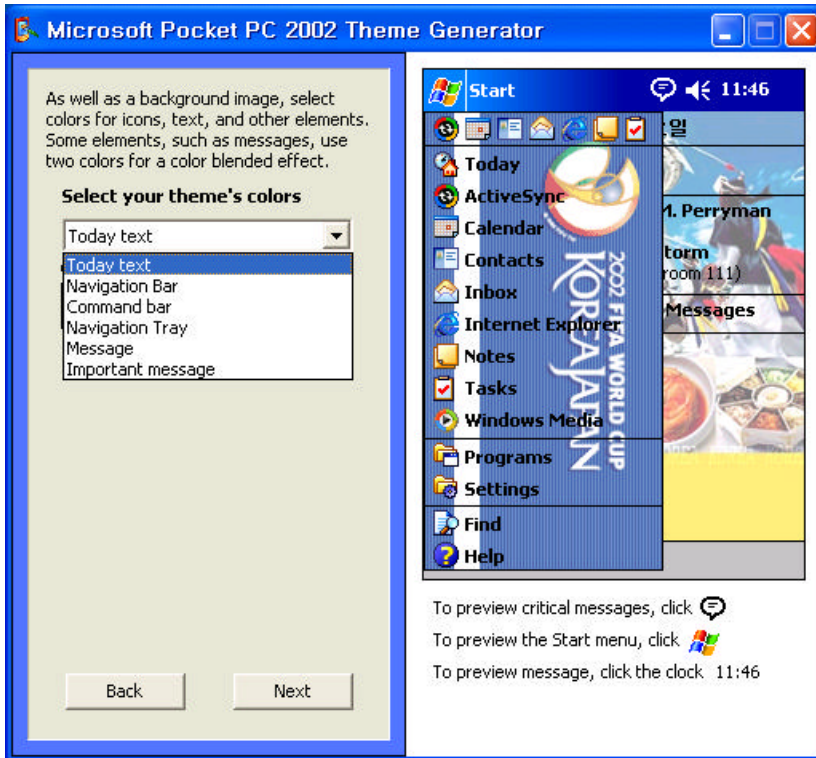 Microsoft Pocket PC 2002 Theme Generator
As well as a background image, select
colors for icons, text, and other elements.
Some elements, such as messages, use
two colors for a color blended effect.
Select your theme's colors
Today text
Today text
Navigation Bar
Command bar
Navigation Tray
Message
Important message
Back
Next
Start
11:46
일
Today
ActiveSync
Calendar
Contacts
Inbox
Internet Explorer
Notes
Tasks
Windows Media
Programs
Settings
Find
Help
2002 FIFA WORLD CUP
KOREAJAPAN
M. Perryman
torm
room 111)
Messages
To preview critical messages, click
To preview the Start menu, click
To preview message, click the clock 11:46